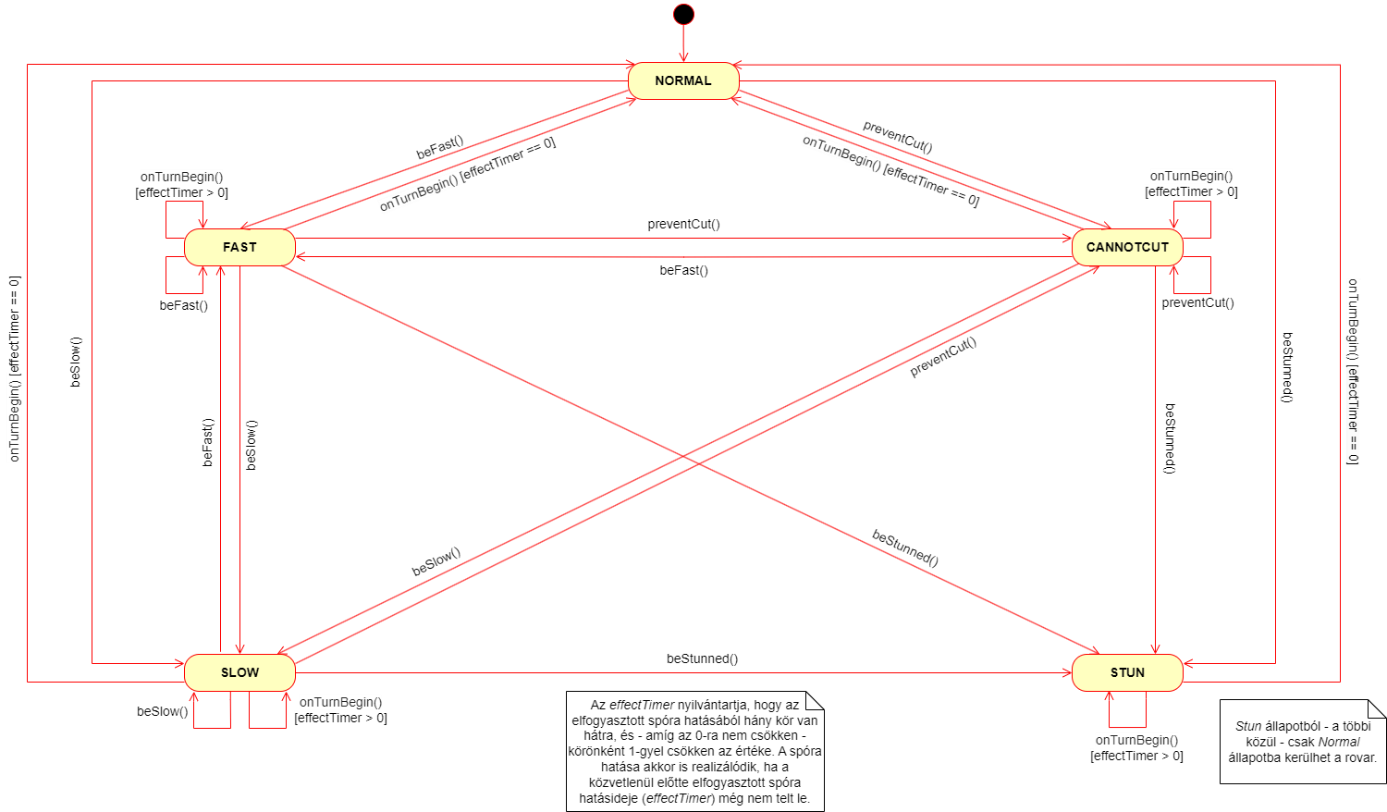 NORMAL
beFast()
onTurnBegin() [effectTimer == 0]
preventCut()
onTurnBegin() [effectTimer == 0]
onTurnBegin()
[effectTimer > 0]
onTurnBegin()
[effectTimer > 0]
FAST
preventCut()
CANNOTCUT
beFast()
beFast()
preventCut()
onTurnBegin() [effectTimer == 0]
beSlow()
beFast()
beSlow()
preventCut()
beStunned()
beStunned()
onTurnBegin() [effectTimer == 0]
beSlow()
beStunned()
SLOW
beStunned()
STUN
beSlow()
onTurnBegin()
[effectTimer > 0]
onTurnBegin()
[effectTimer > 0]
Az effectTimer nyilvántartja, hogy az
elfogyasztott spóra hatásából hány kör van
hátra, és - amíg az 0-ra nem csökken -
körönként 1-gyel csökken az értéke. A spóra
hatása akkor is realizálódik, ha a
közvetlenül előtte elfogyasztott spóra
hatásideje (effectTimer) még nem telt le.
Stun állapotból - a többi
közül - csak Normal
állapotba kerülhet a rovar.